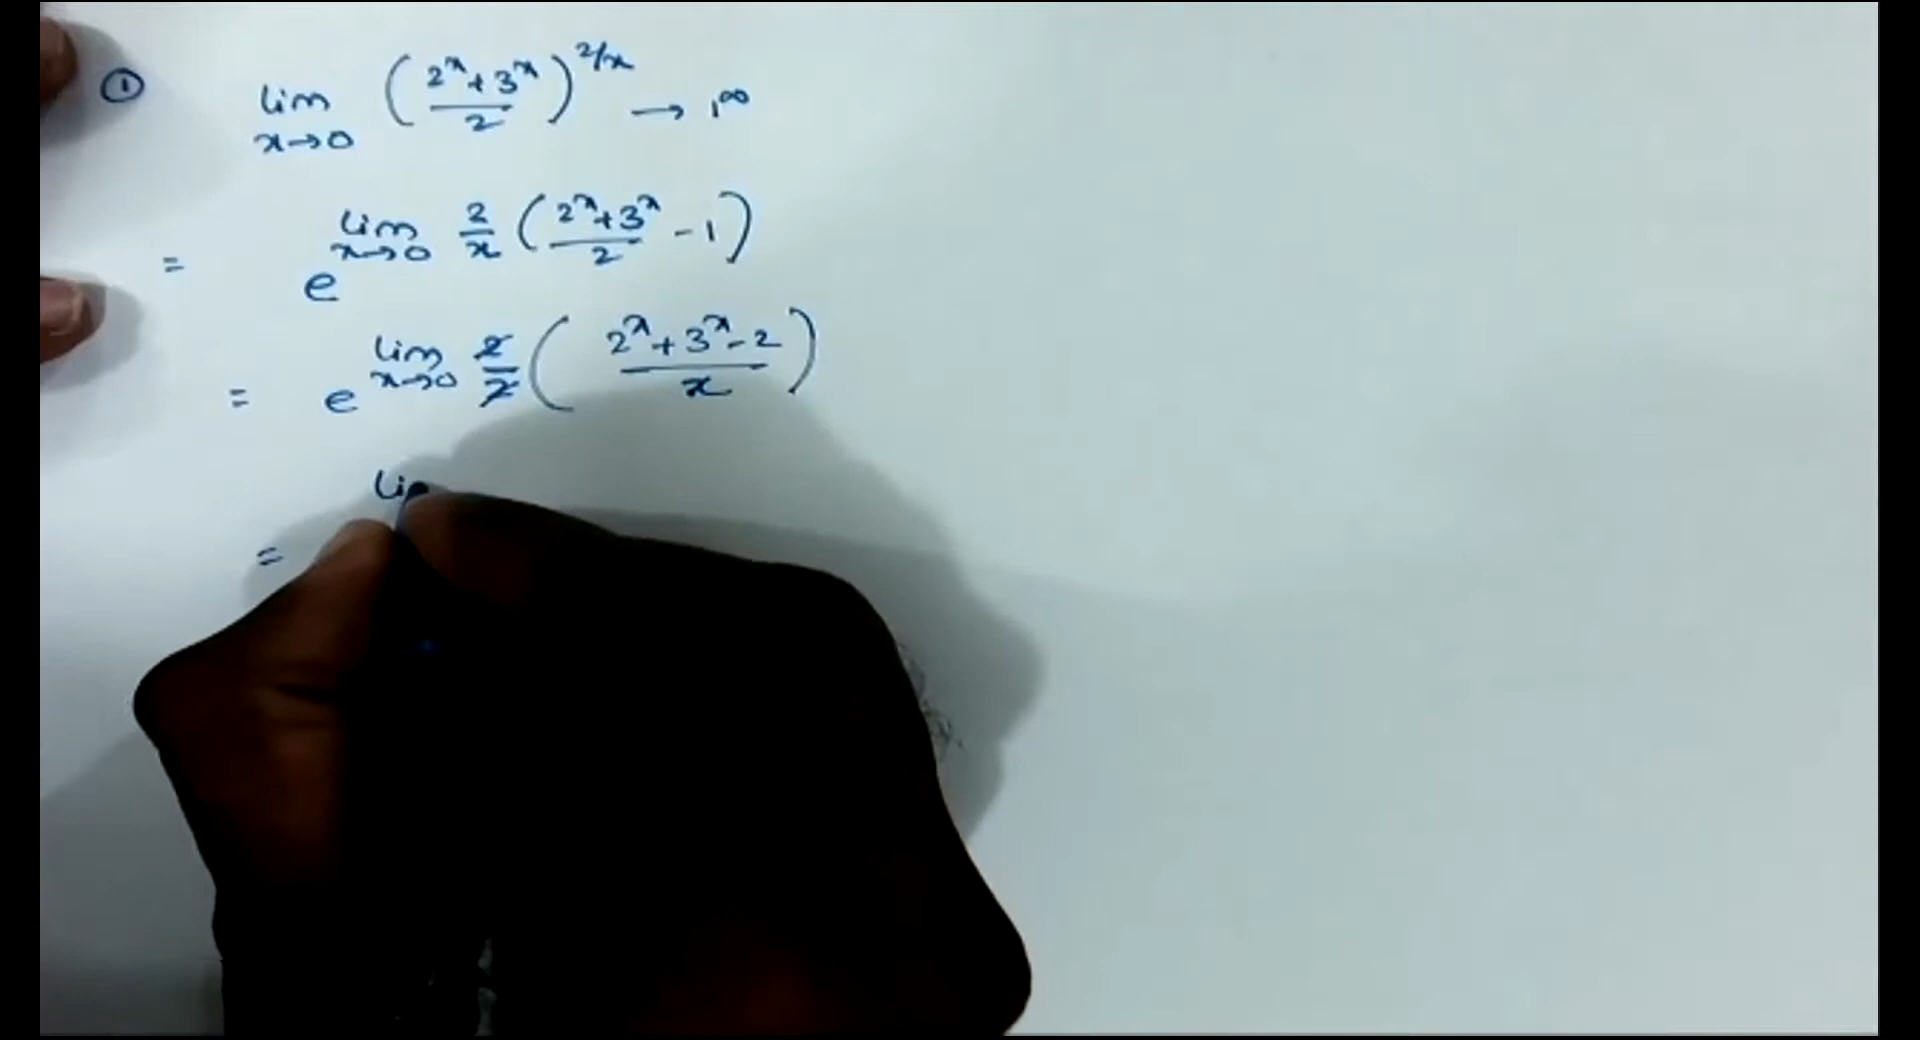 ① lim x→0 ( (2^x + 3^x)/2 )^(2/x) → 1^∞
= e^( lim x→0 2/x ( (2^x + 3^x)/2 - 1 ) )
= e^( lim x→0 2/2 ( (2^x + 3^x - 2)/x ) )
=